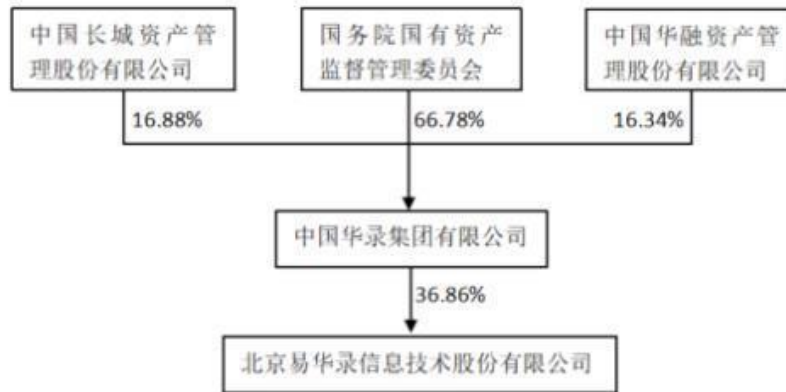 中国长城资产管
理股份有限公司
国务院国有资产
监督管理委员会
中国华融资产管
理股份有限公司
16.88%
66.78%
16.34%
中国华录集团有限公司
36.86%
北京易华录信息技术股份有限公司